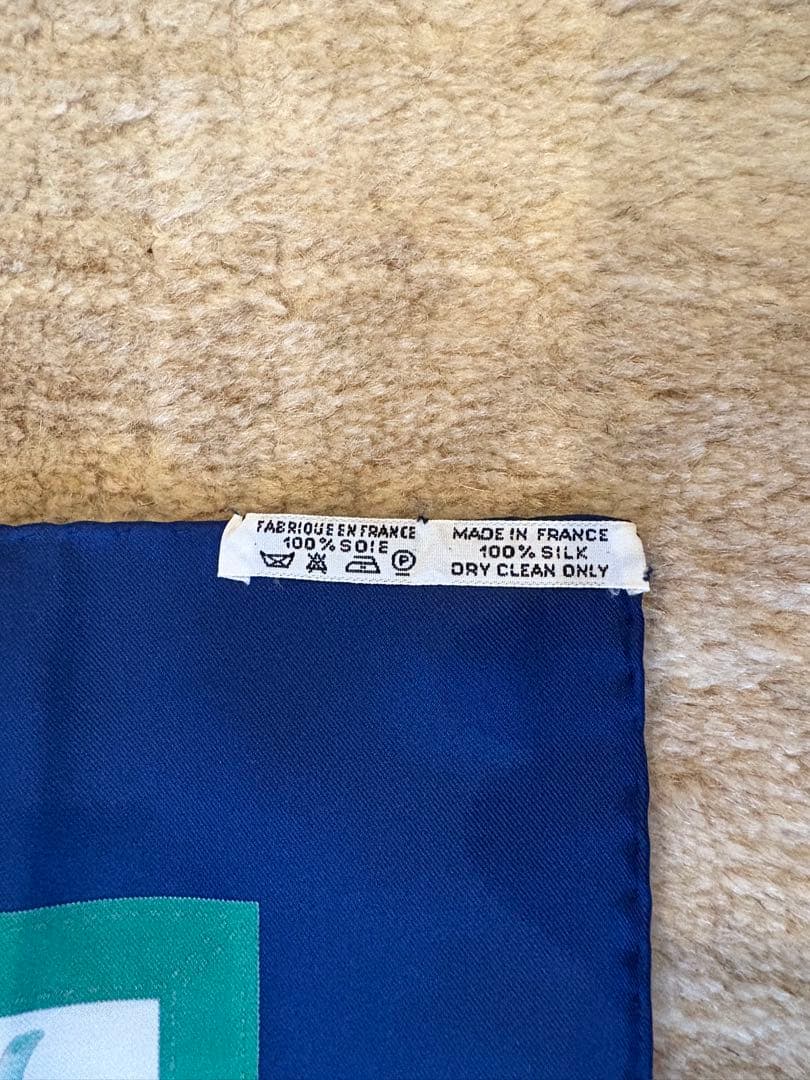 FABRIQUE EN FRANCE
100% SOIE
P
MADE IN FRANCE
100% SILK
DRY CLEAN ONLY